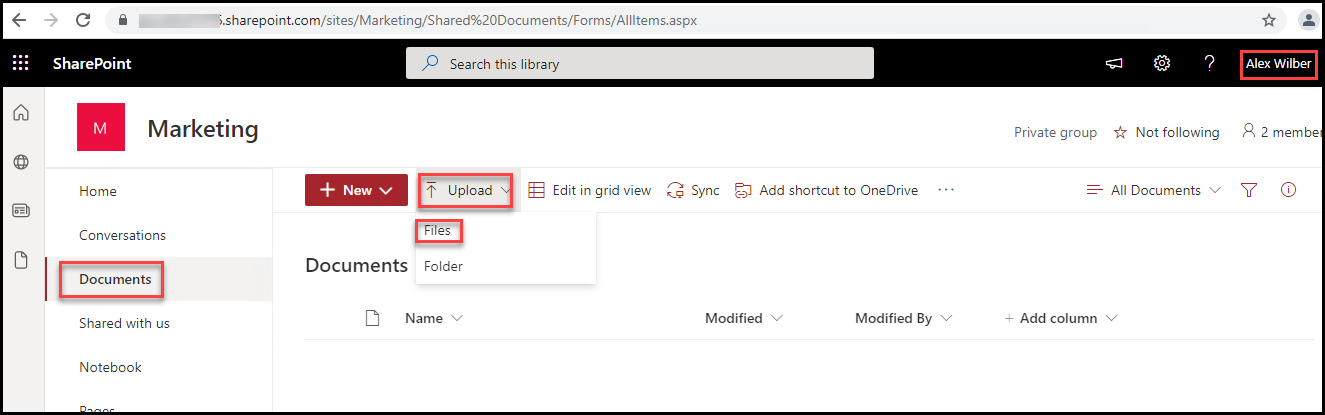 .sharepoint.com/sites/Marketing/Shared%20Documents/Forms/AllItems.aspx
SharePoint
Search this library
?
Alex Wilber
M
Marketing
Private group
Not following
2 member
Home
Conversations
Documents
Shared with us
Notebook
Pages
+ New
Upload
Edit in grid view
Sync
Add shortcut to OneDrive
...
All Documents
Files
Folder
Documents
Name
Modified
Modified By
+ Add column